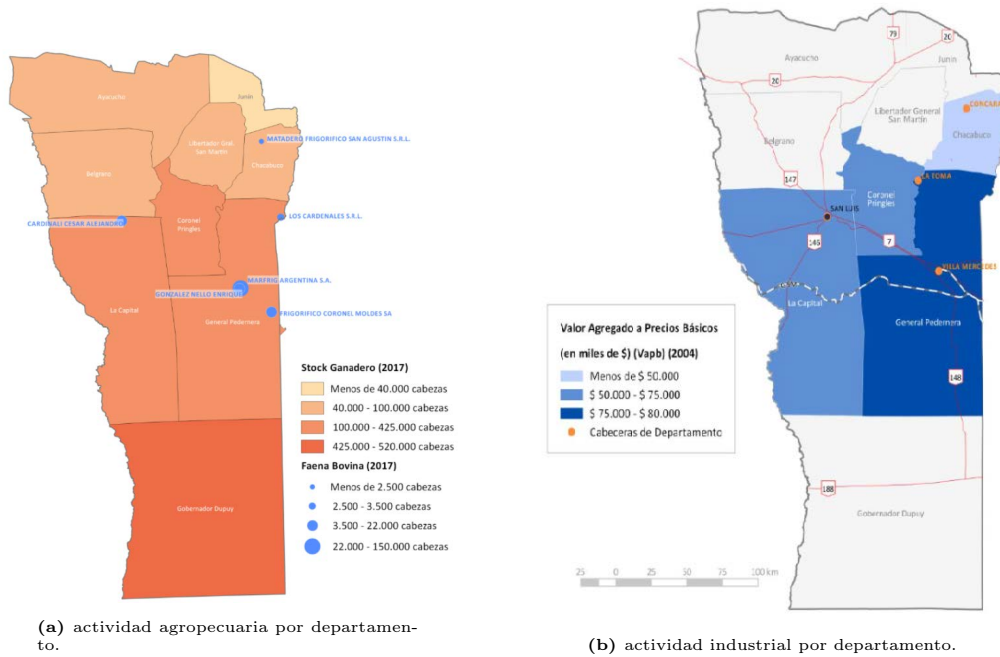 Ayacucho
Junin
Libertador Gral.
San Martín
Chacabuco
MATADERO FRIGORIFICO SAN AGUSTIN S.R.L.
Belgrano
LOS CARDENALES S.R.L.
CARDINALI CESAR ALEJANDRO
Coronel
Pringles
MARFRIG ARGENTINA S.A.
GONZALEZ NELLO ENRIQUE
La Capital
General Pedernera
FRIGORIFICO CORONEL MOLDES SA
Gobernador Dupuy
Stock Ganadero (2017)
Menos de 40.000 cabezas
40.000 - 100.000 cabezas
100.000 - 425.000 cabezas
425.000 - 520.000 cabezas
Faena Bovina (2017)
Menos de 2.500 cabezas
2.500 - 3.500 cabezas
3.500 - 22.000 cabezas
22.000 - 150.000 cabezas
(a) actividad agropecuaria por departamen-
to.
79
20
Ayacucho
Junin
20
Libertador General
San Martín
CONCARA
Chacabuco
Belgrano
147
LA TOMA
Coronel
Pringles
SAN LUIS
146
7
VILLA MERCEDES
La Capital
General Pedernera
148
188
Gobernador Dupuy
Valor Agregado a Precios Básicos
(en miles de $) (Vapb) (2004)
Menos de $ 50.000
$ 50.000 - $ 75.000
$ 75.000 - $ 80.000
Cabeceras de Departamento
25 0 25 50 75 100 km
(b) actividad industrial por departamento.